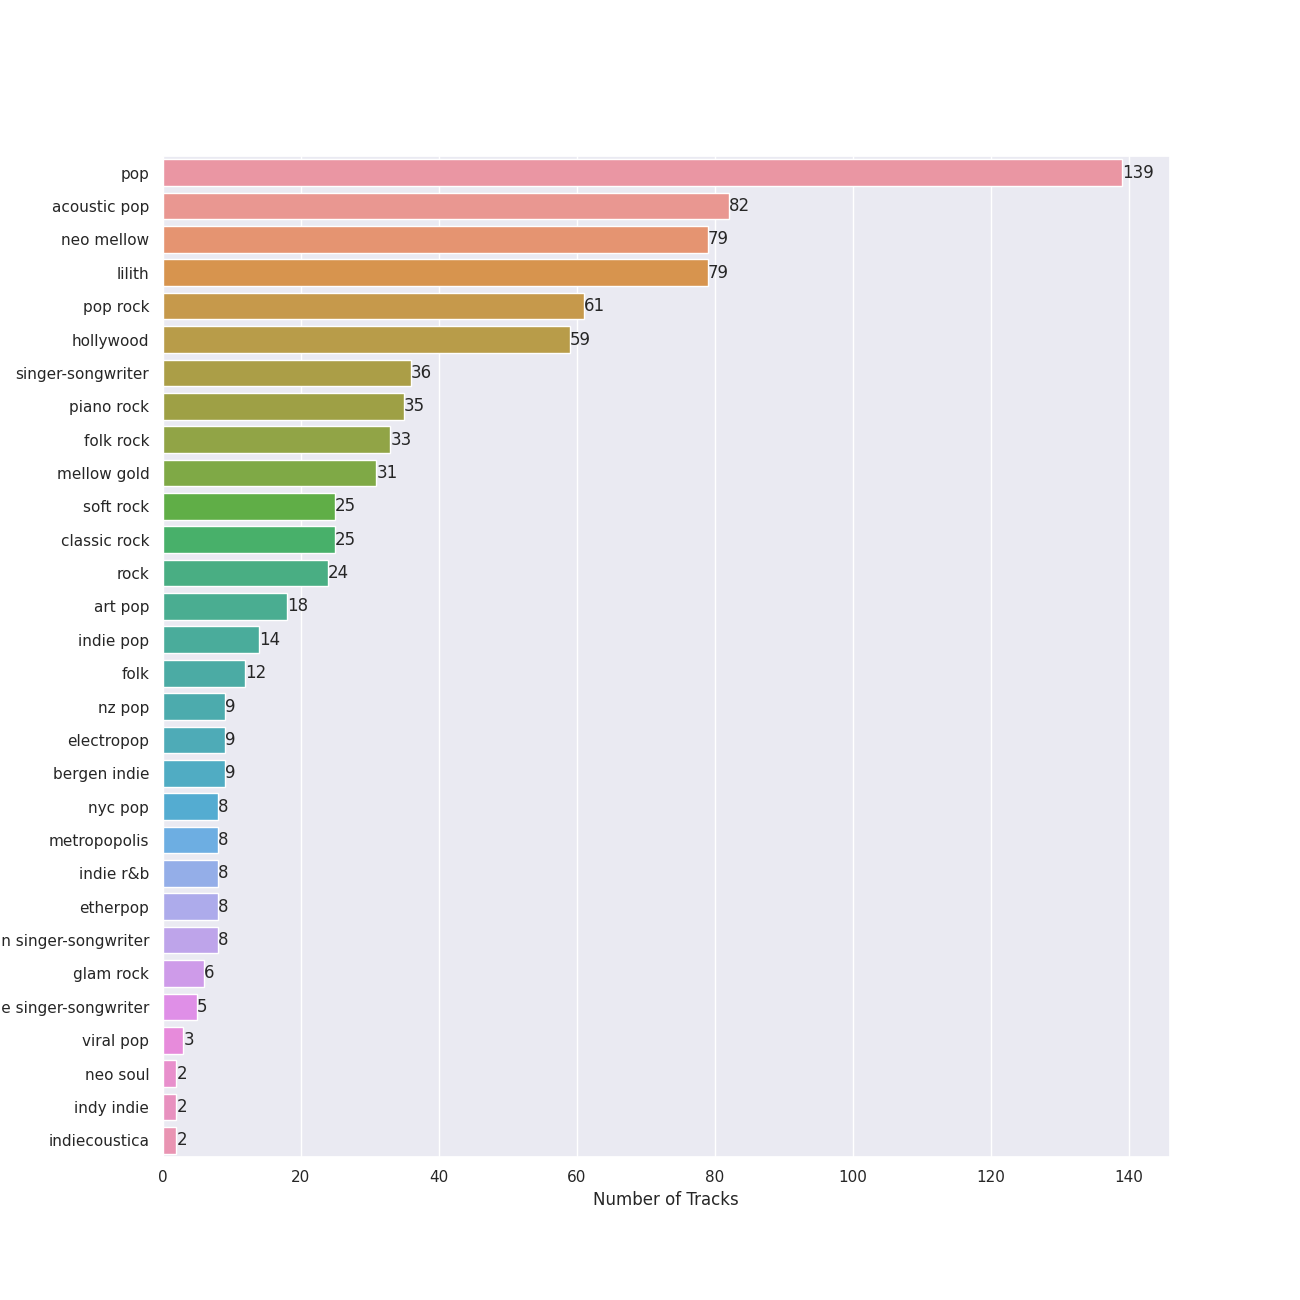 pop 139
acoustic pop 82
neo mellow 79
lilith 79
pop rock 61
hollywood 59
singer-songwriter 36
piano rock 35
folk rock 33
mellow gold 31
soft rock 25
classic rock 25
rock 24
art pop 18
indie pop 14
folk 12
nz pop 9
electropop 9
bergen indie 9
nyc pop 8
metropopolis 8
indie r&b 8
etherpop 8
n singer-songwriter 8
glam rock 6
e singer-songwriter 5
viral pop 3
neo soul 2
indy indie 2
indiecoustica 2
0 20 40 60 80 100 120 140
Number of Tracks